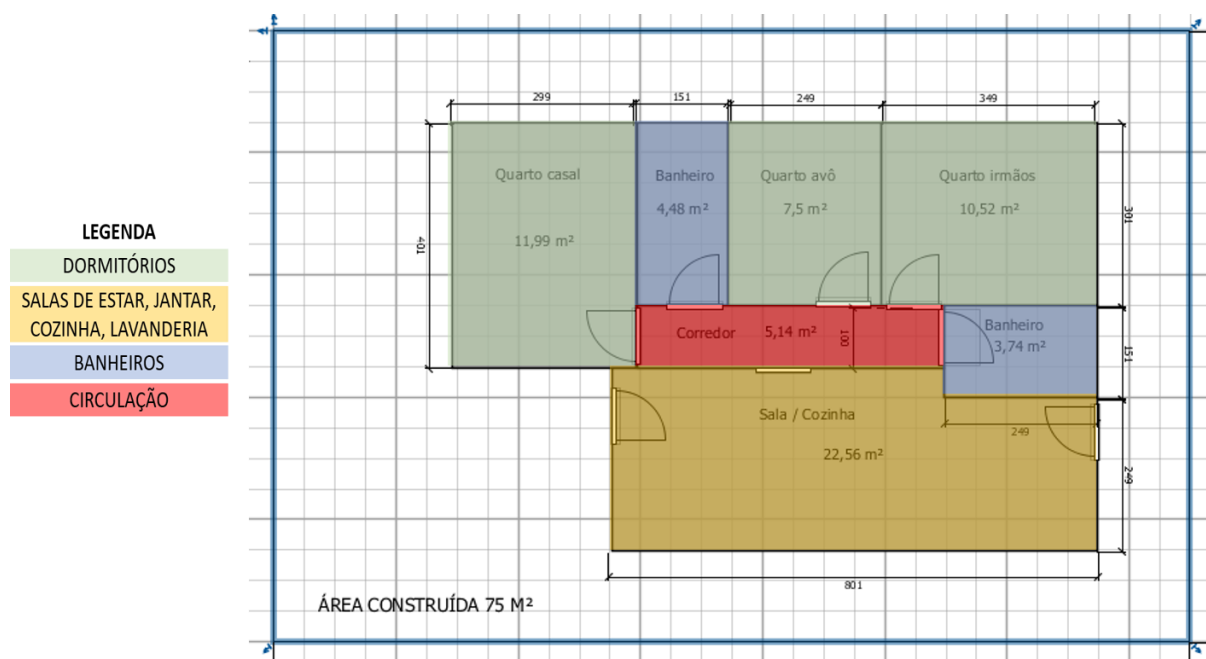 LEGENDA
DORMITÓRIOS
SALAS DE ESTAR, JANTAR,
COZINHA, LAVANDERIA
BANHEIROS
CIRCULAÇÃO
299
151
249
349
401
Quarto casal
11,99 m²
Banheiro
4,48 m²
Quarto avô
7,5 m²
Quarto irmãos
10,52 m²
301
Corredor 5,14 m²
100
Banheiro
3,74 m²
151
Sala / Cozinha
22,56 m²
249
249
801
ÁREA CONSTRUÍDA 75 M²